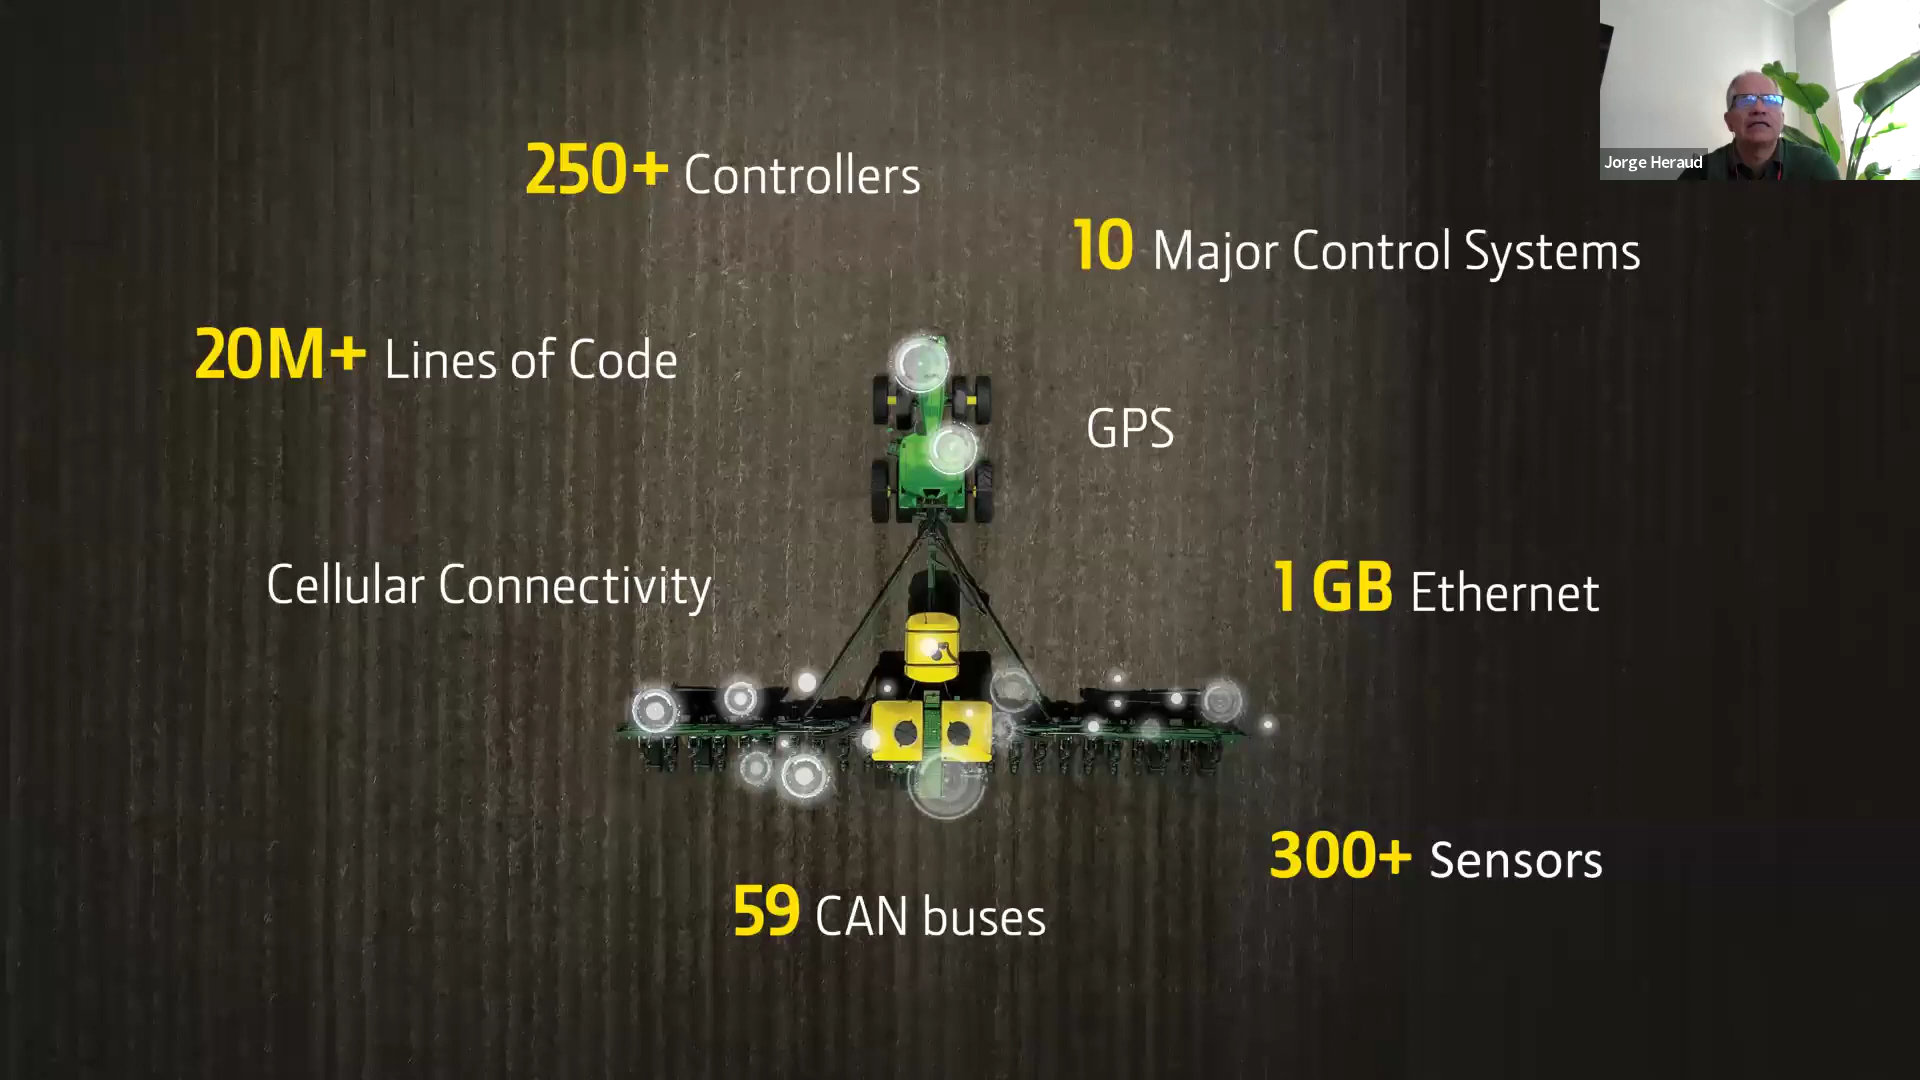 Jorge Heraud
250+ Controllers
10 Major Control Systems
20M+ Lines of Code
GPS
Cellular Connectivity
1 GB Ethernet
300+ Sensors
59 CAN buses